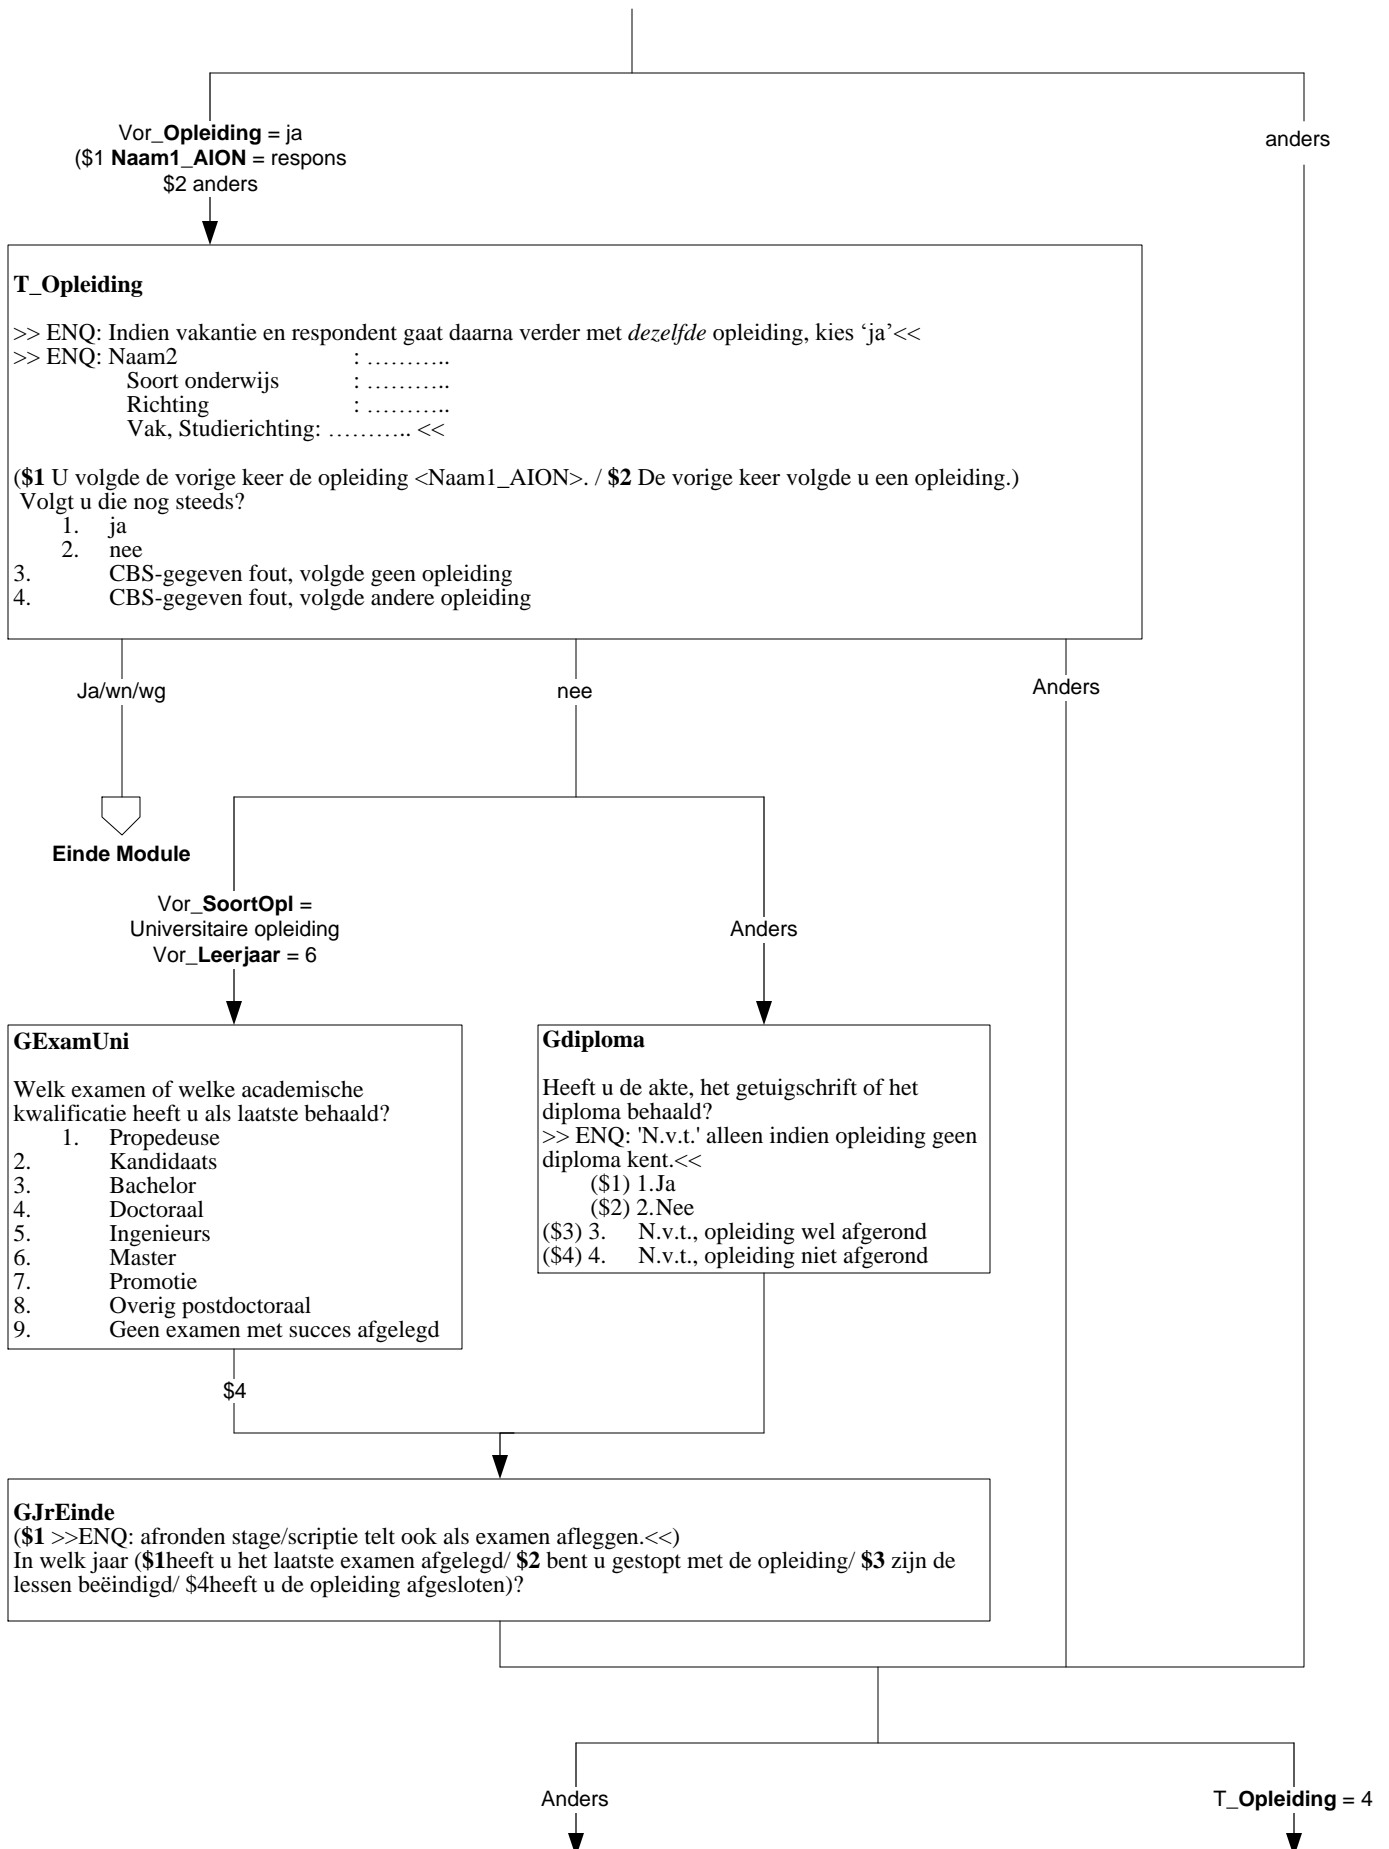 Vor_Opleiding = ja
($1 Naam1_AION = respons
$2 anders
anders
T_Opleiding
>> ENQ: Indien vakantie en respondent gaat daarna verder met dezelfde opleiding, kies ‘ja’<<
>> ENQ: Naam2 : ………..
Soort onderwijs : ………..
Richting : ………..
Vak, Studierichting: ……….. <<
($1 U volgde de vorige keer de opleiding <Naam1_AION>. / $2 De vorige keer volgde u een opleiding.)
Volgt u die nog steeds?
1. ja
2. nee
3. CBS-gegeven fout, volgde geen opleiding
4. CBS-gegeven fout, volgde andere opleiding
Ja/wn/wg
nee
Anders
Einde Module
Vor_SoortOpl =
Universitaire opleiding
Vor_Leerjaar = 6
Anders
GExamUni
Welk examen of welke academische
kwalificatie heeft u als laatste behaald?
1. Propedeuse
2. Kandidaats
3. Bachelor
4. Doctoraal
5. Ingenieurs
6. Master
7. Promotie
8. Overig postdoctoraal
9. Geen examen met succes afgelegd
Gdiploma
Heeft u de akte, het getuigschrift of het
diploma behaald?
>> ENQ: 'N.v.t.' alleen indien opleiding geen
diploma kent.<<
($1) 1.Ja
($2) 2.Nee
($3) 3. N.v.t., opleiding wel afgerond
($4) 4. N.v.t., opleiding niet afgerond
$4
GJrEinde
($1 >>ENQ: afronden stage/scriptie telt ook als examen afleggen.<<)
In welk jaar ($1heeft u het laatste examen afgelegd/ $2 bent u gestopt met de opleiding/ $3 zijn de
lessen beëindigd/ $4heeft u de opleiding afgesloten)?
Anders
T_Opleiding = 4